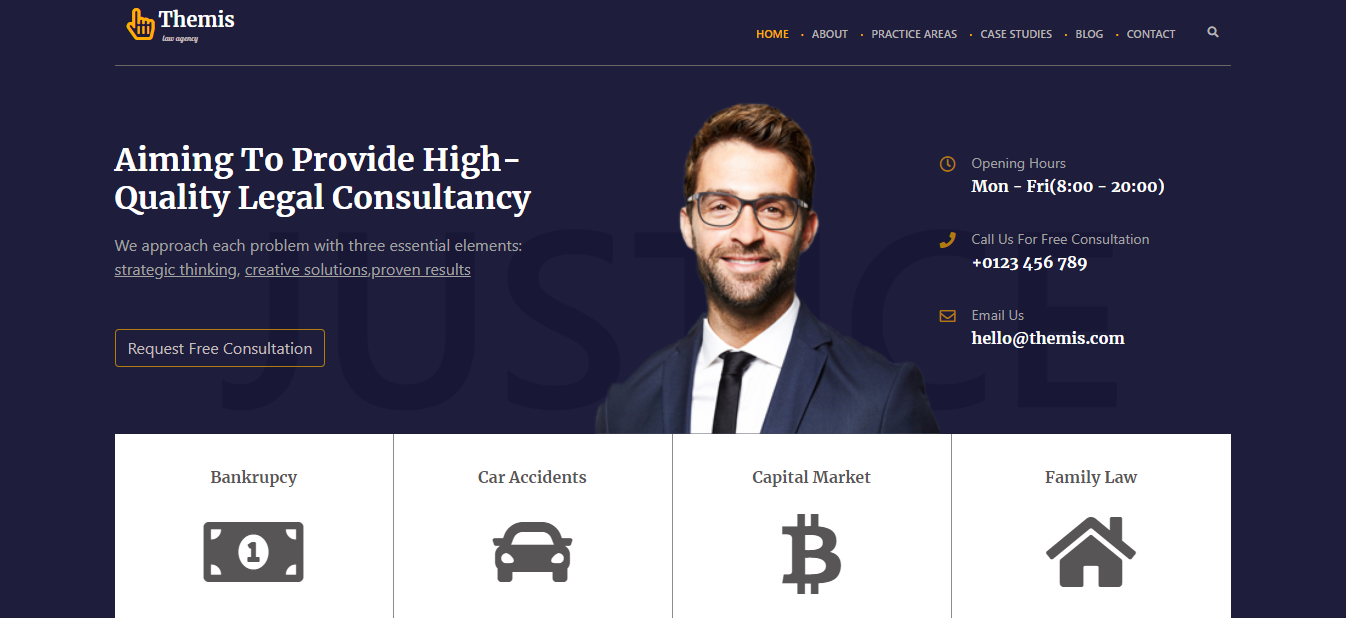 Themis
law agency
HOME · ABOUT · PRACTICE AREAS · CASE STUDIES · BLOG · CONTACT
Aiming To Provide High-
Quality Legal Consultancy
We approach each problem with three essential elements:
strategic thinking, creative solutions,proven results
Request Free Consultation
JUSTICE
Opening Hours
Mon - Fri(8:00 - 20:00)
Call Us For Free Consultation
+0123 456 789
Email Us
hello@themis.com
Bankrupcy
1
Car Accidents
Capital Market
Family Law